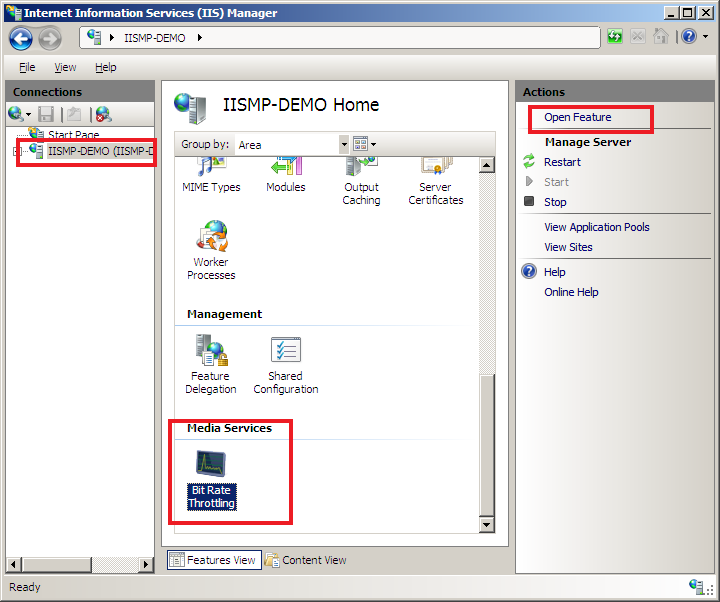 Internet Information Services (IIS) Manager
IISMP-DEMO
File View Help
Connections
Start Page
IISMP-DEMO (IISMP-D
IISMP-DEMO Home
Group by: Area
MIME Types
Modules
Output
Caching
Server
Certificates
Worker
Processes
Management
Feature
Delegation
Shared
Configuration
Media Services
Bit Rate
Throttling
Features View
Content View
Actions
Open Feature
Manage Server
Restart
Start
Stop
View Application Pools
View Sites
Help
Online Help
Ready